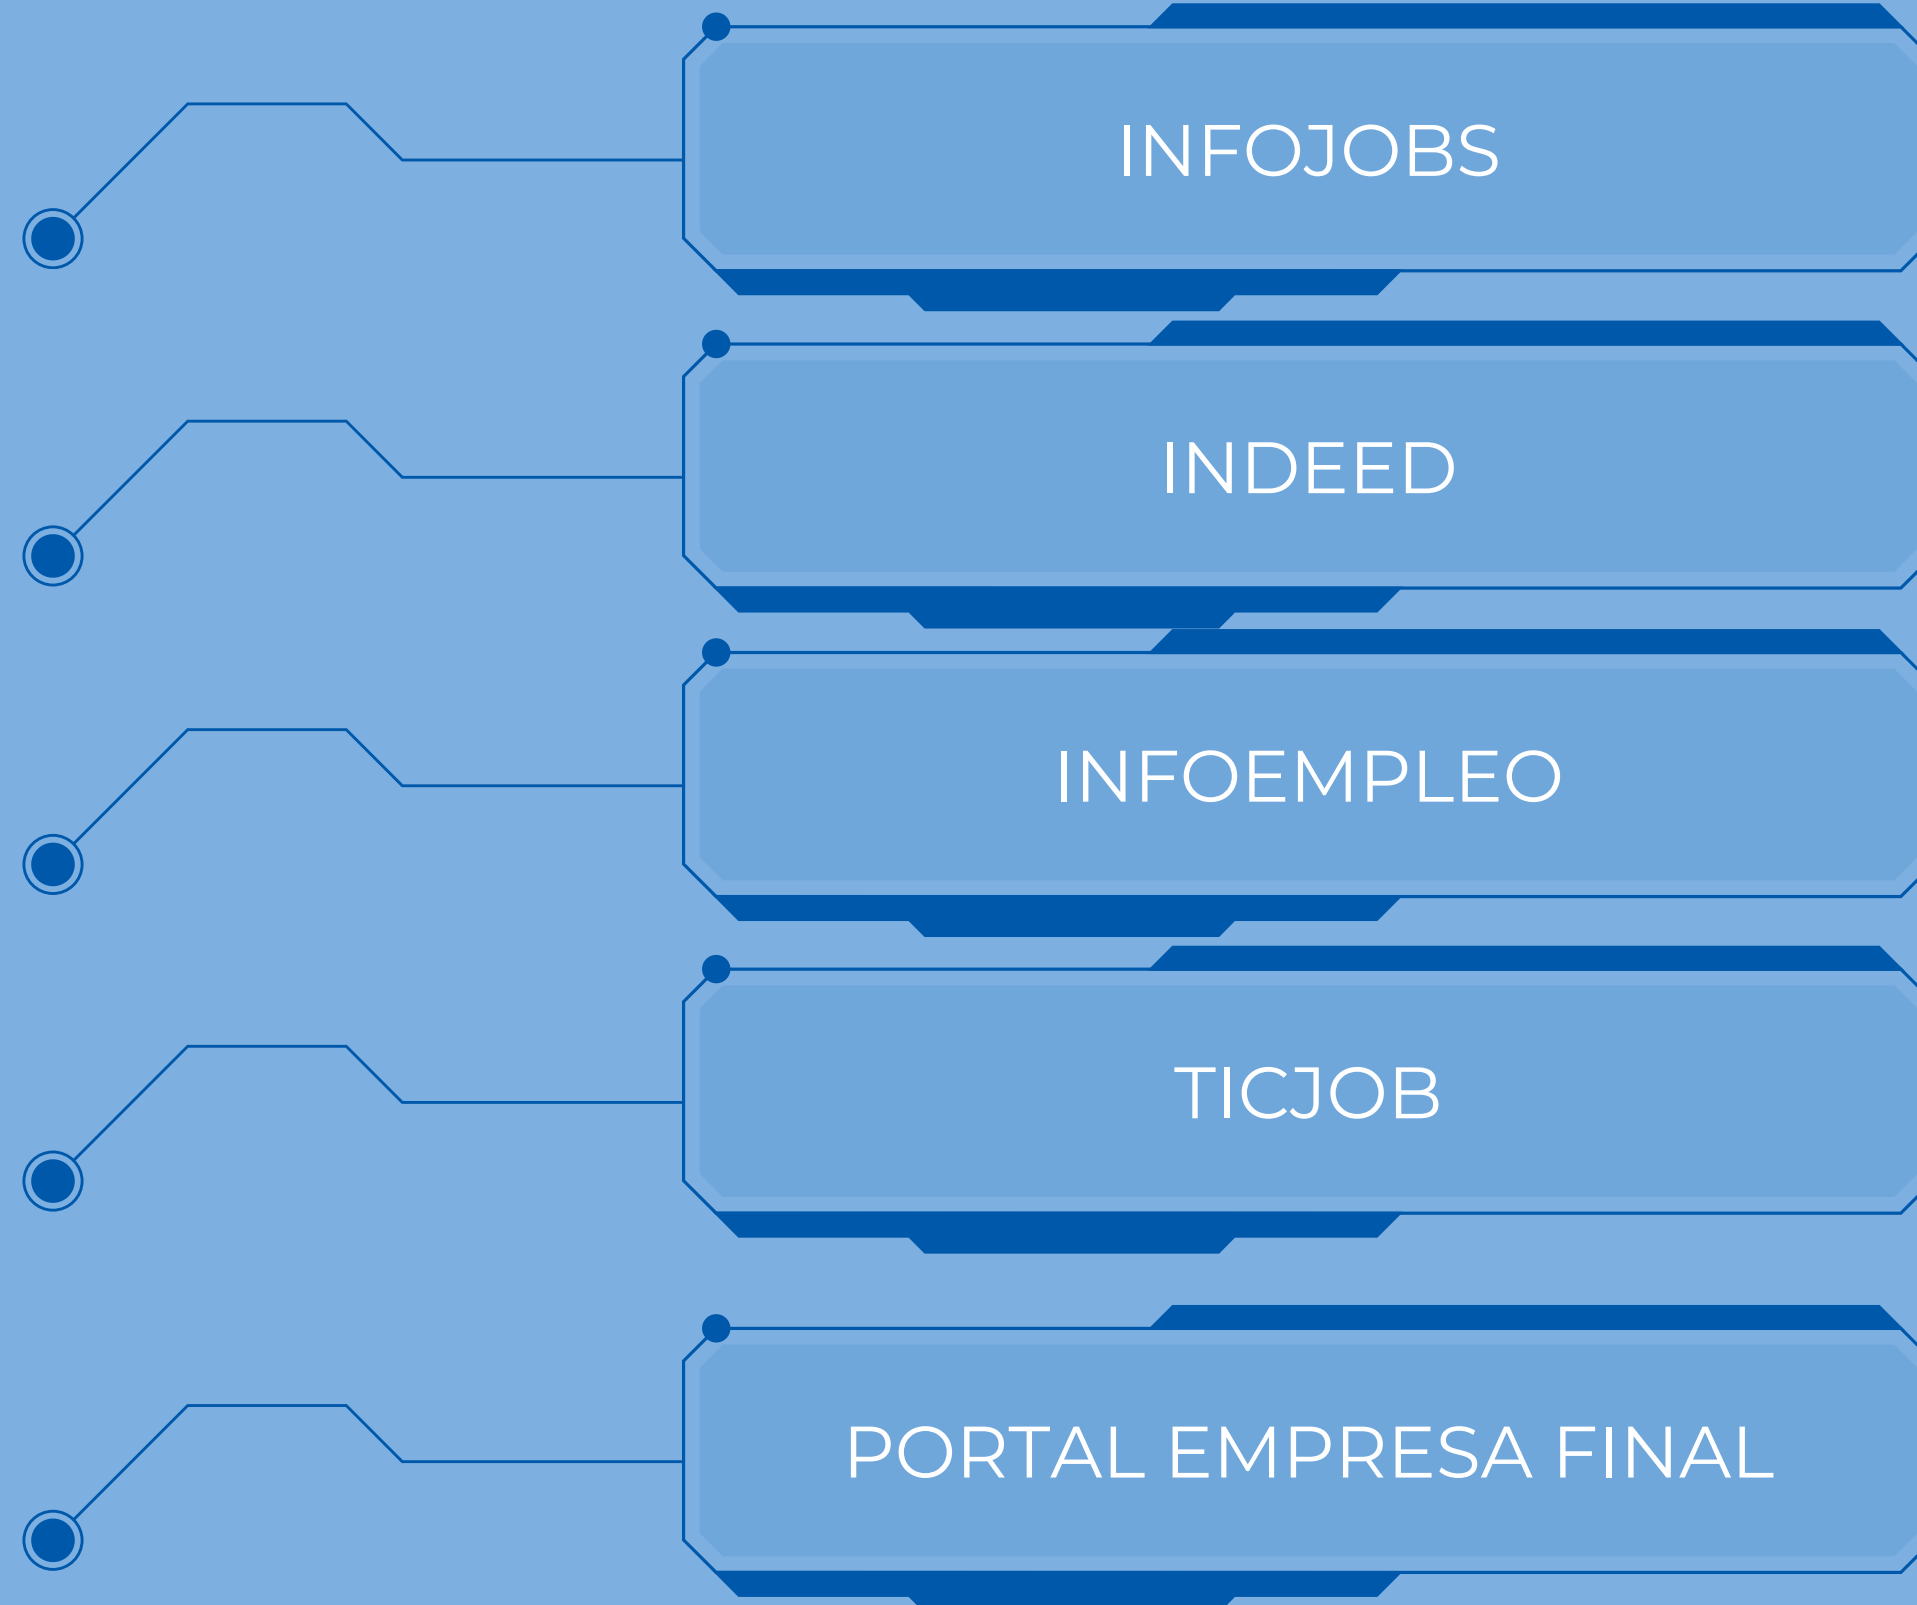 INFOJOBS
INDEED
INFOEMPLEO
TICJOB
PORTAL EMPRESA FINAL